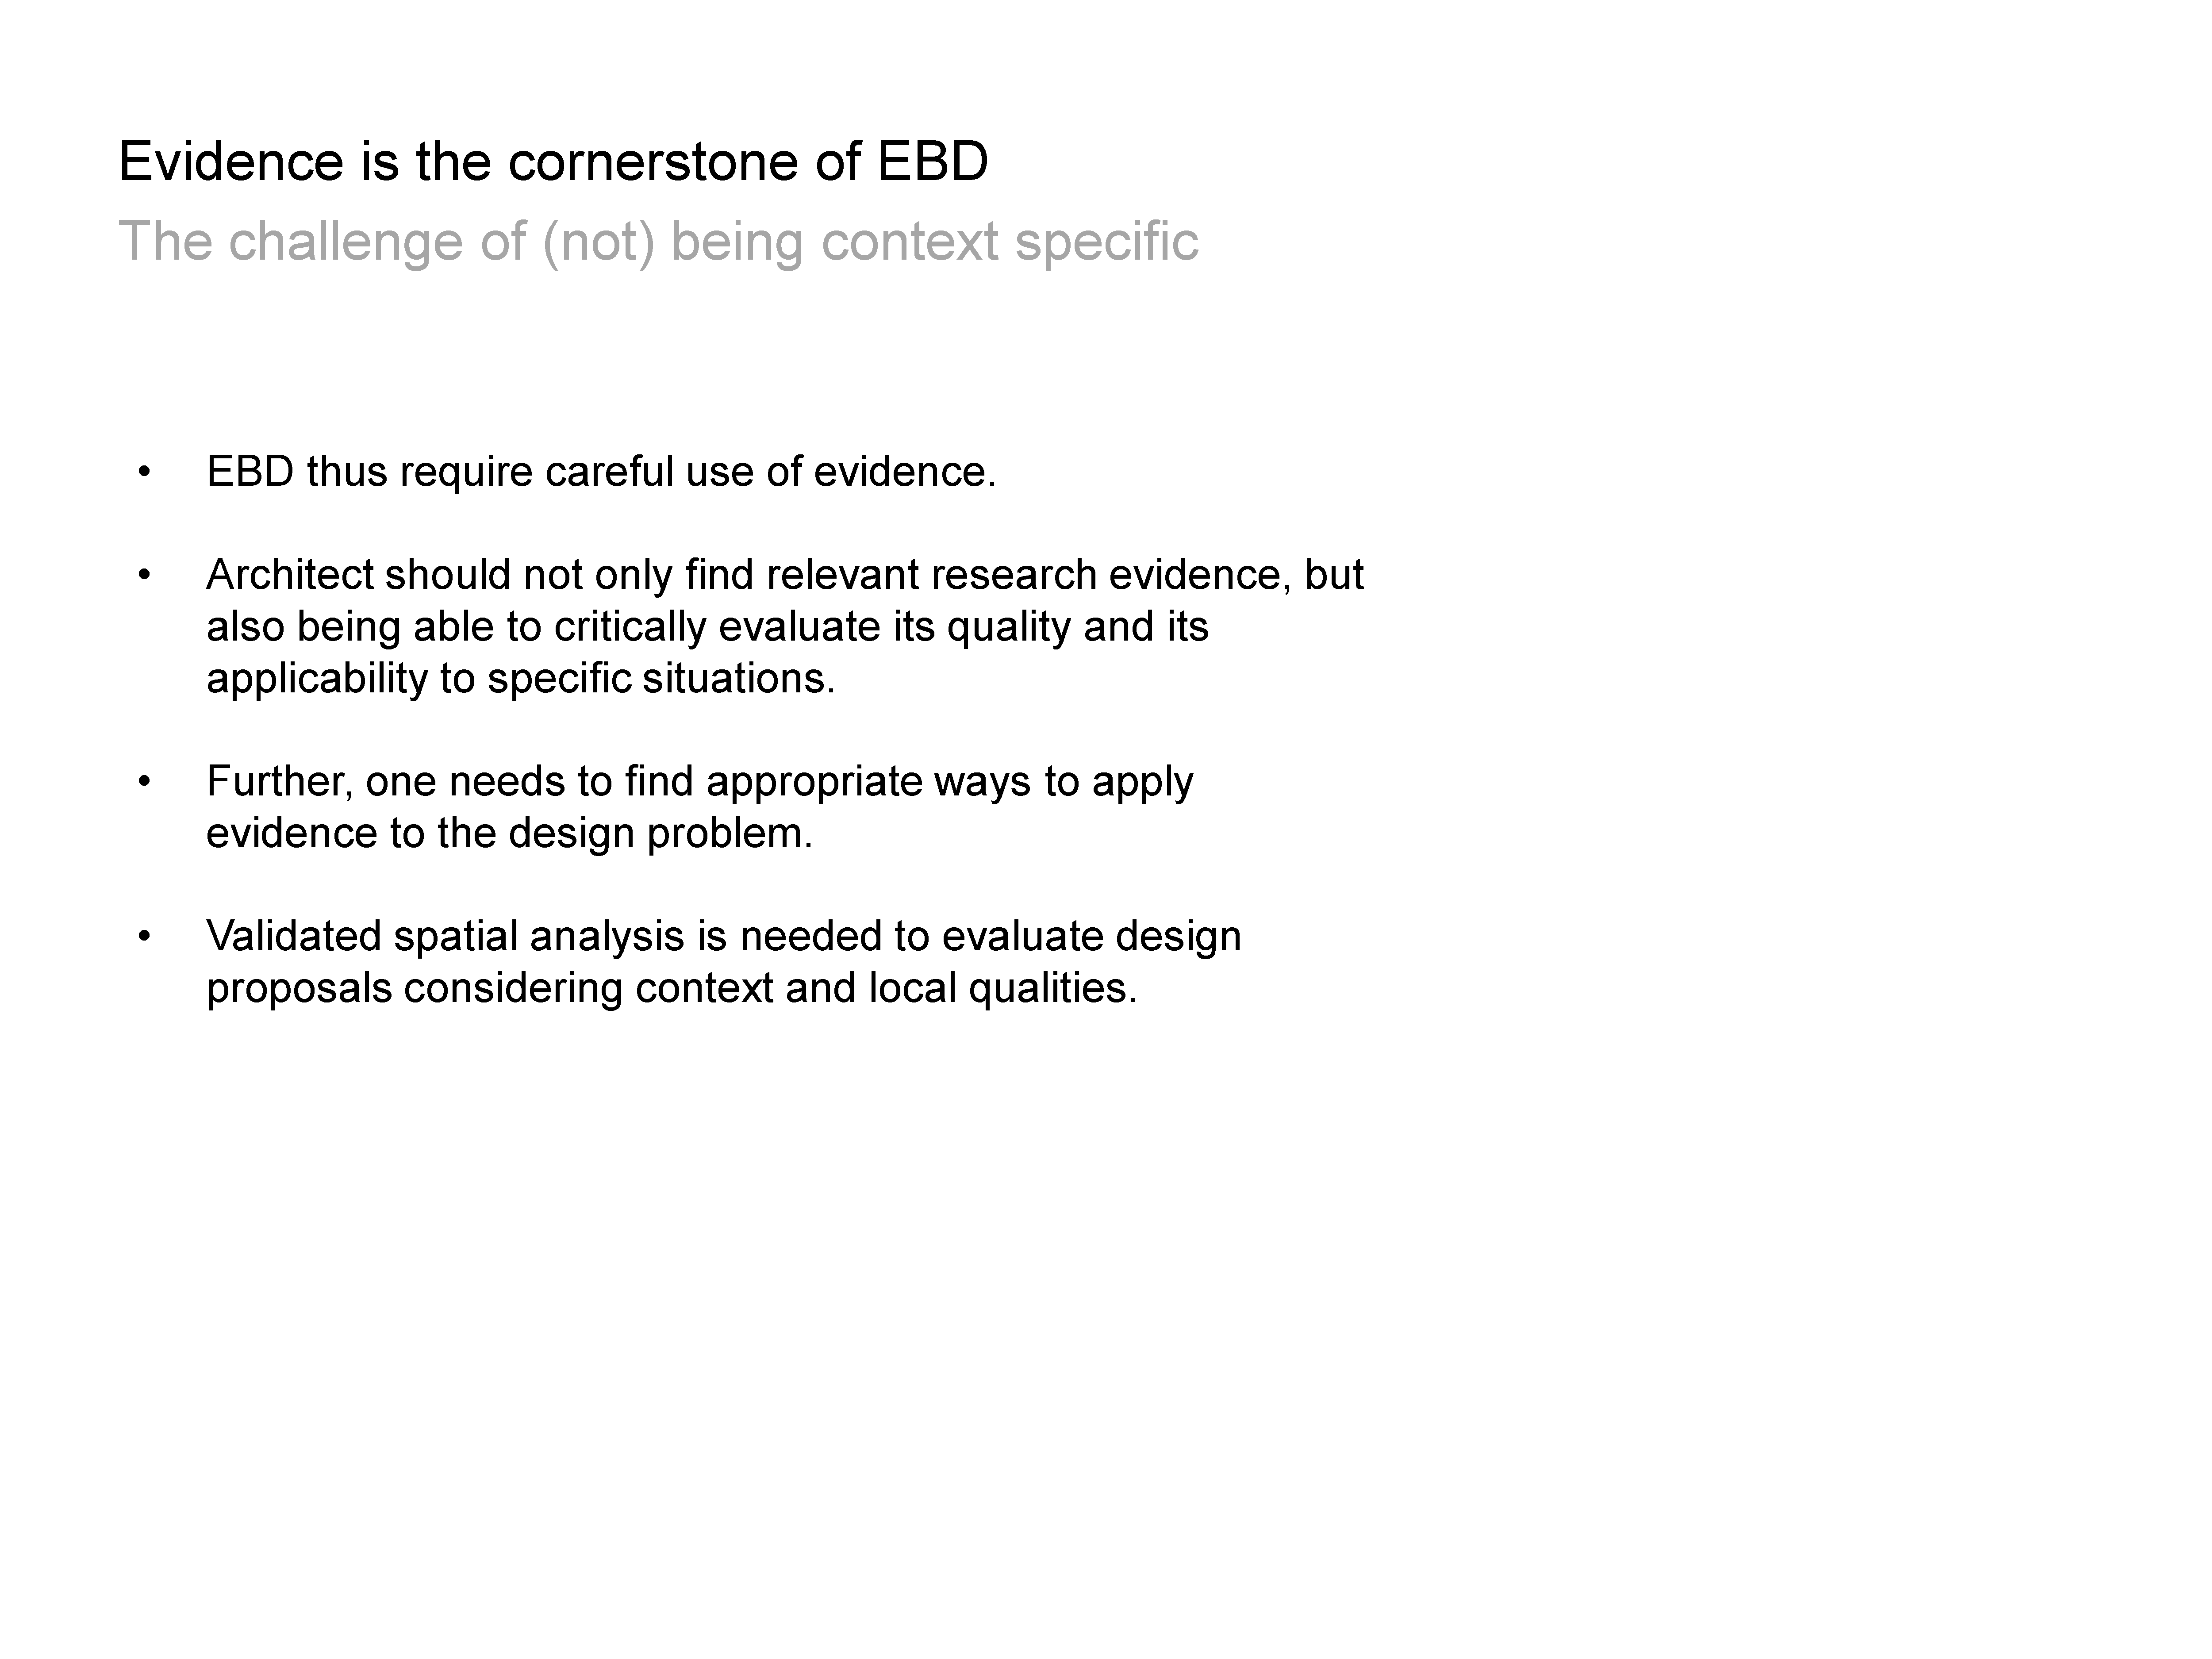 Evidence is the cornerstone of EBD
The challenge of (not) being context specific
• EBD thus require careful use of evidence.
• Architect should not only find relevant research evidence, but
also being able to critically evaluate its quality and its
applicability to specific situations.
• Further, one needs to find appropriate ways to apply
evidence to the design problem.
• Validated spatial analysis is needed to evaluate design
proposals considering context and local qualities.